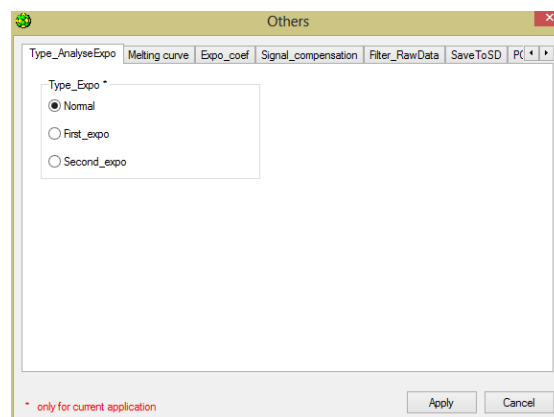 Others
Type_AnalyseExpo Melting curve Expo_coef Signal_compensation Filter_RawData SaveToSD
Type_Expo *
Normal
First_expo
Second_expo
* only for current application
Apply Cancel